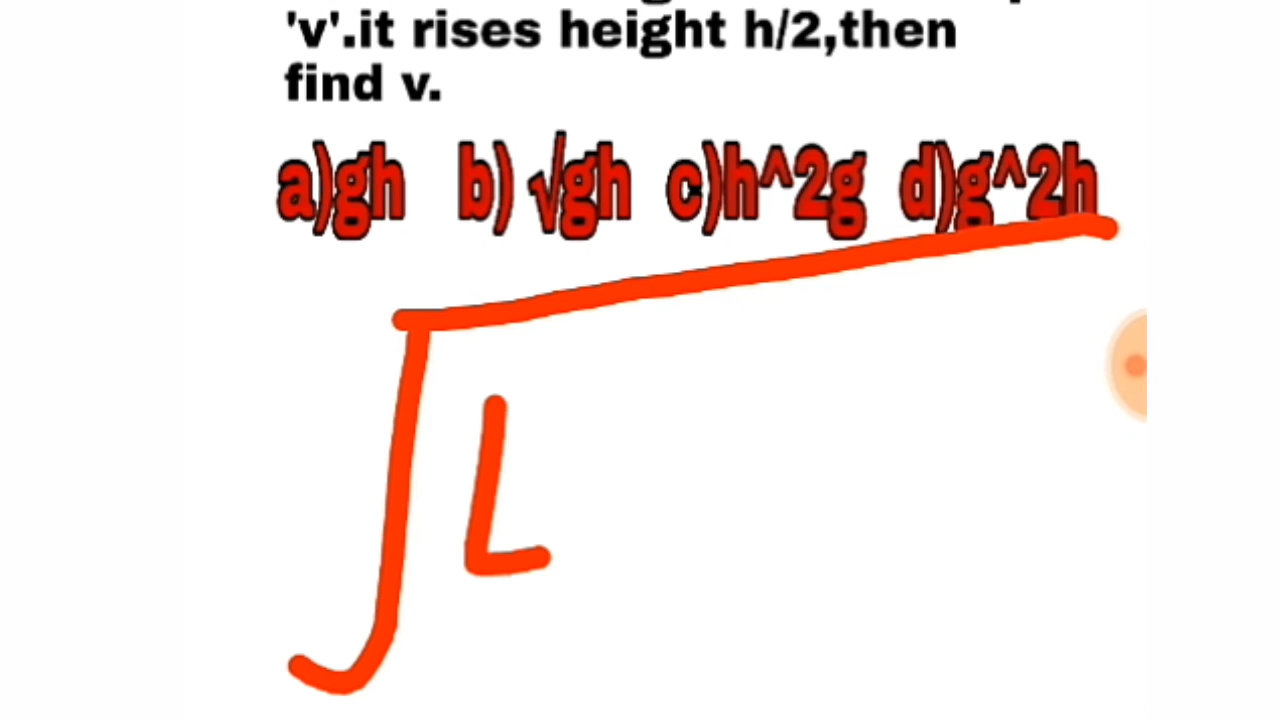 'v'.it rises height h/2,then
find v.
a)gh b) √gh c)h^2g d)g^2h
L